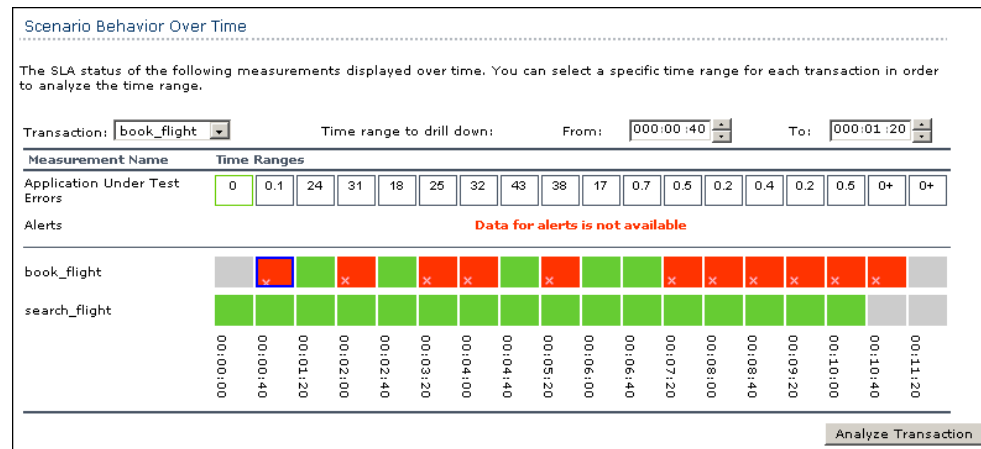 Scenario Behavior Over Time
The SLA status of the following measurements displayed over time. You can select a specific time range for each transaction in order
to analyze the time range.
Transaction: book_flight Time range to drill down: From: 000:00 :40 To: 000:01 :20
Measurement Name Time Ranges
Application Under Test
Errors
0 0.1 24 31 18 25 32 43 38 17 0.7 0.5 0.2 0.4 0.2 0.5 0+ 0+
Alerts Data for alerts is not available
book_flight
search_flight
00:00:00
00:00:40
00:01:20
00:02:00
00:02:40
00:03:20
00:04:00
00:04:40
00:05:20
00:06:00
00:06:40
00:07:20
00:08:00
00:08:40
00:09:20
00:10:00
00:10:40
00:11:20
Analyze Transaction